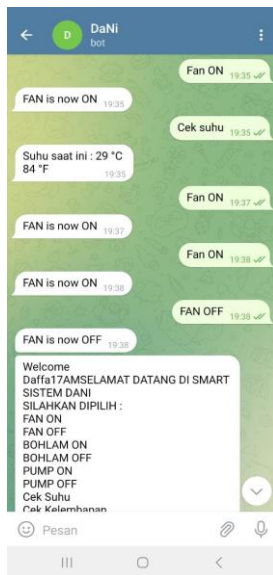 D
DaNi
bot
Fan ON 19:35
FAN is now ON 19:35
Cek suhu 19:35
Suhu saat ini : 29 °C
84 °F 19:35
Fan ON 19:37
FAN is now ON 19:37
Fan ON 19:38
FAN is now ON 19:38
FAN OFF 19:38
FAN is now OFF 19:38
Welcome
Daffa17AMSELAMAT DATANG DI SMART
SISTEM DANI
SILAHKAN DIPILIH :
FAN ON
FAN OFF
BOHLAM ON
BOHLAM OFF
PUMP ON
PUMP OFF
Cek Suhu
Cek Kelembapan
Pesan